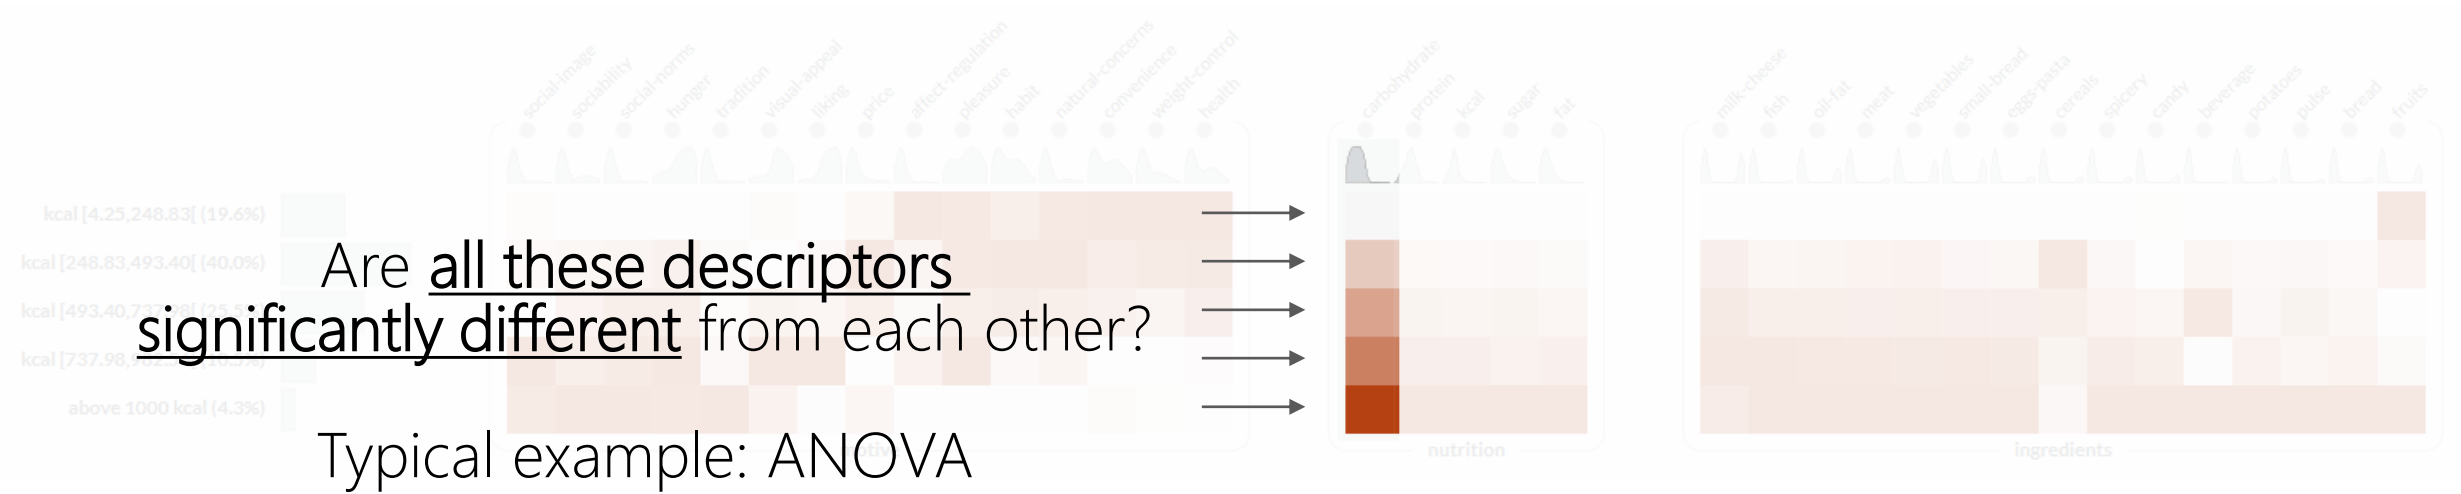 social-image
sociability
social-norms
hunger
tradition
visual-appeal
liking
price
affect-regulation
pleasure
habit
natural-concerns
convenience
weight-control
health
carbohydrate
protein
kcal
sugar
fat
milk-cheese
fish
oil-fat
meat
vegetables
small-bread
eggs-pasta
cereals
spicery
candy
beverage
potatoes
pulse
bread
fruits
kcal [4.25,248.83[ (19.6%)
kcal [248.83,493.40[ (40.0%)
Are all these descriptors
significantly different from each other?
above 1000 kcal (4.3%)
Typical example: ANOVA
nutrition
ingredients